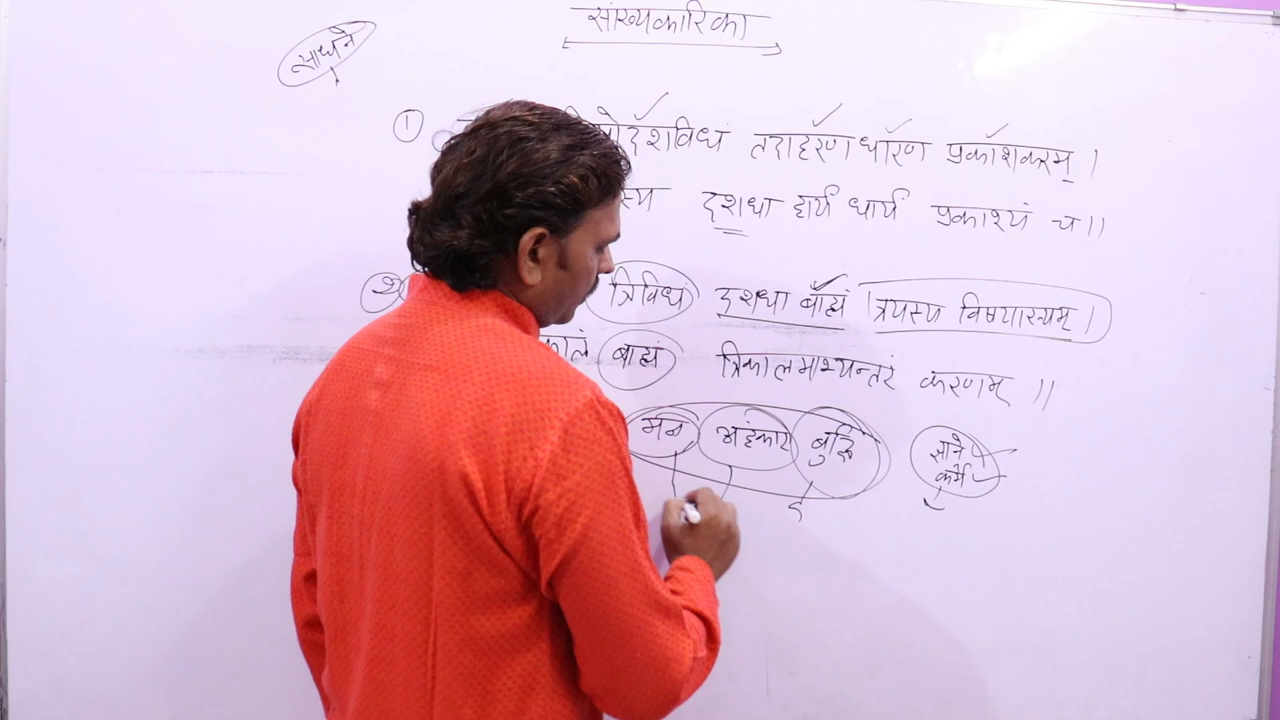 सांख्यकारिका
साधने
१ र्दशविधं तदाहरण धारण प्रकाशकरम् ।
स्य दशधा हार्य धार्य प्रकाश्यं च ॥
२ त्रिविधं दशधा बाह्यं त्रयस्य विषयाख्यम् ।
कालं बाह्यं त्रिकालमाभ्यन्तरं करणम् ॥
मन अहंकार बुद्धि ज्ञाने
कर्मे